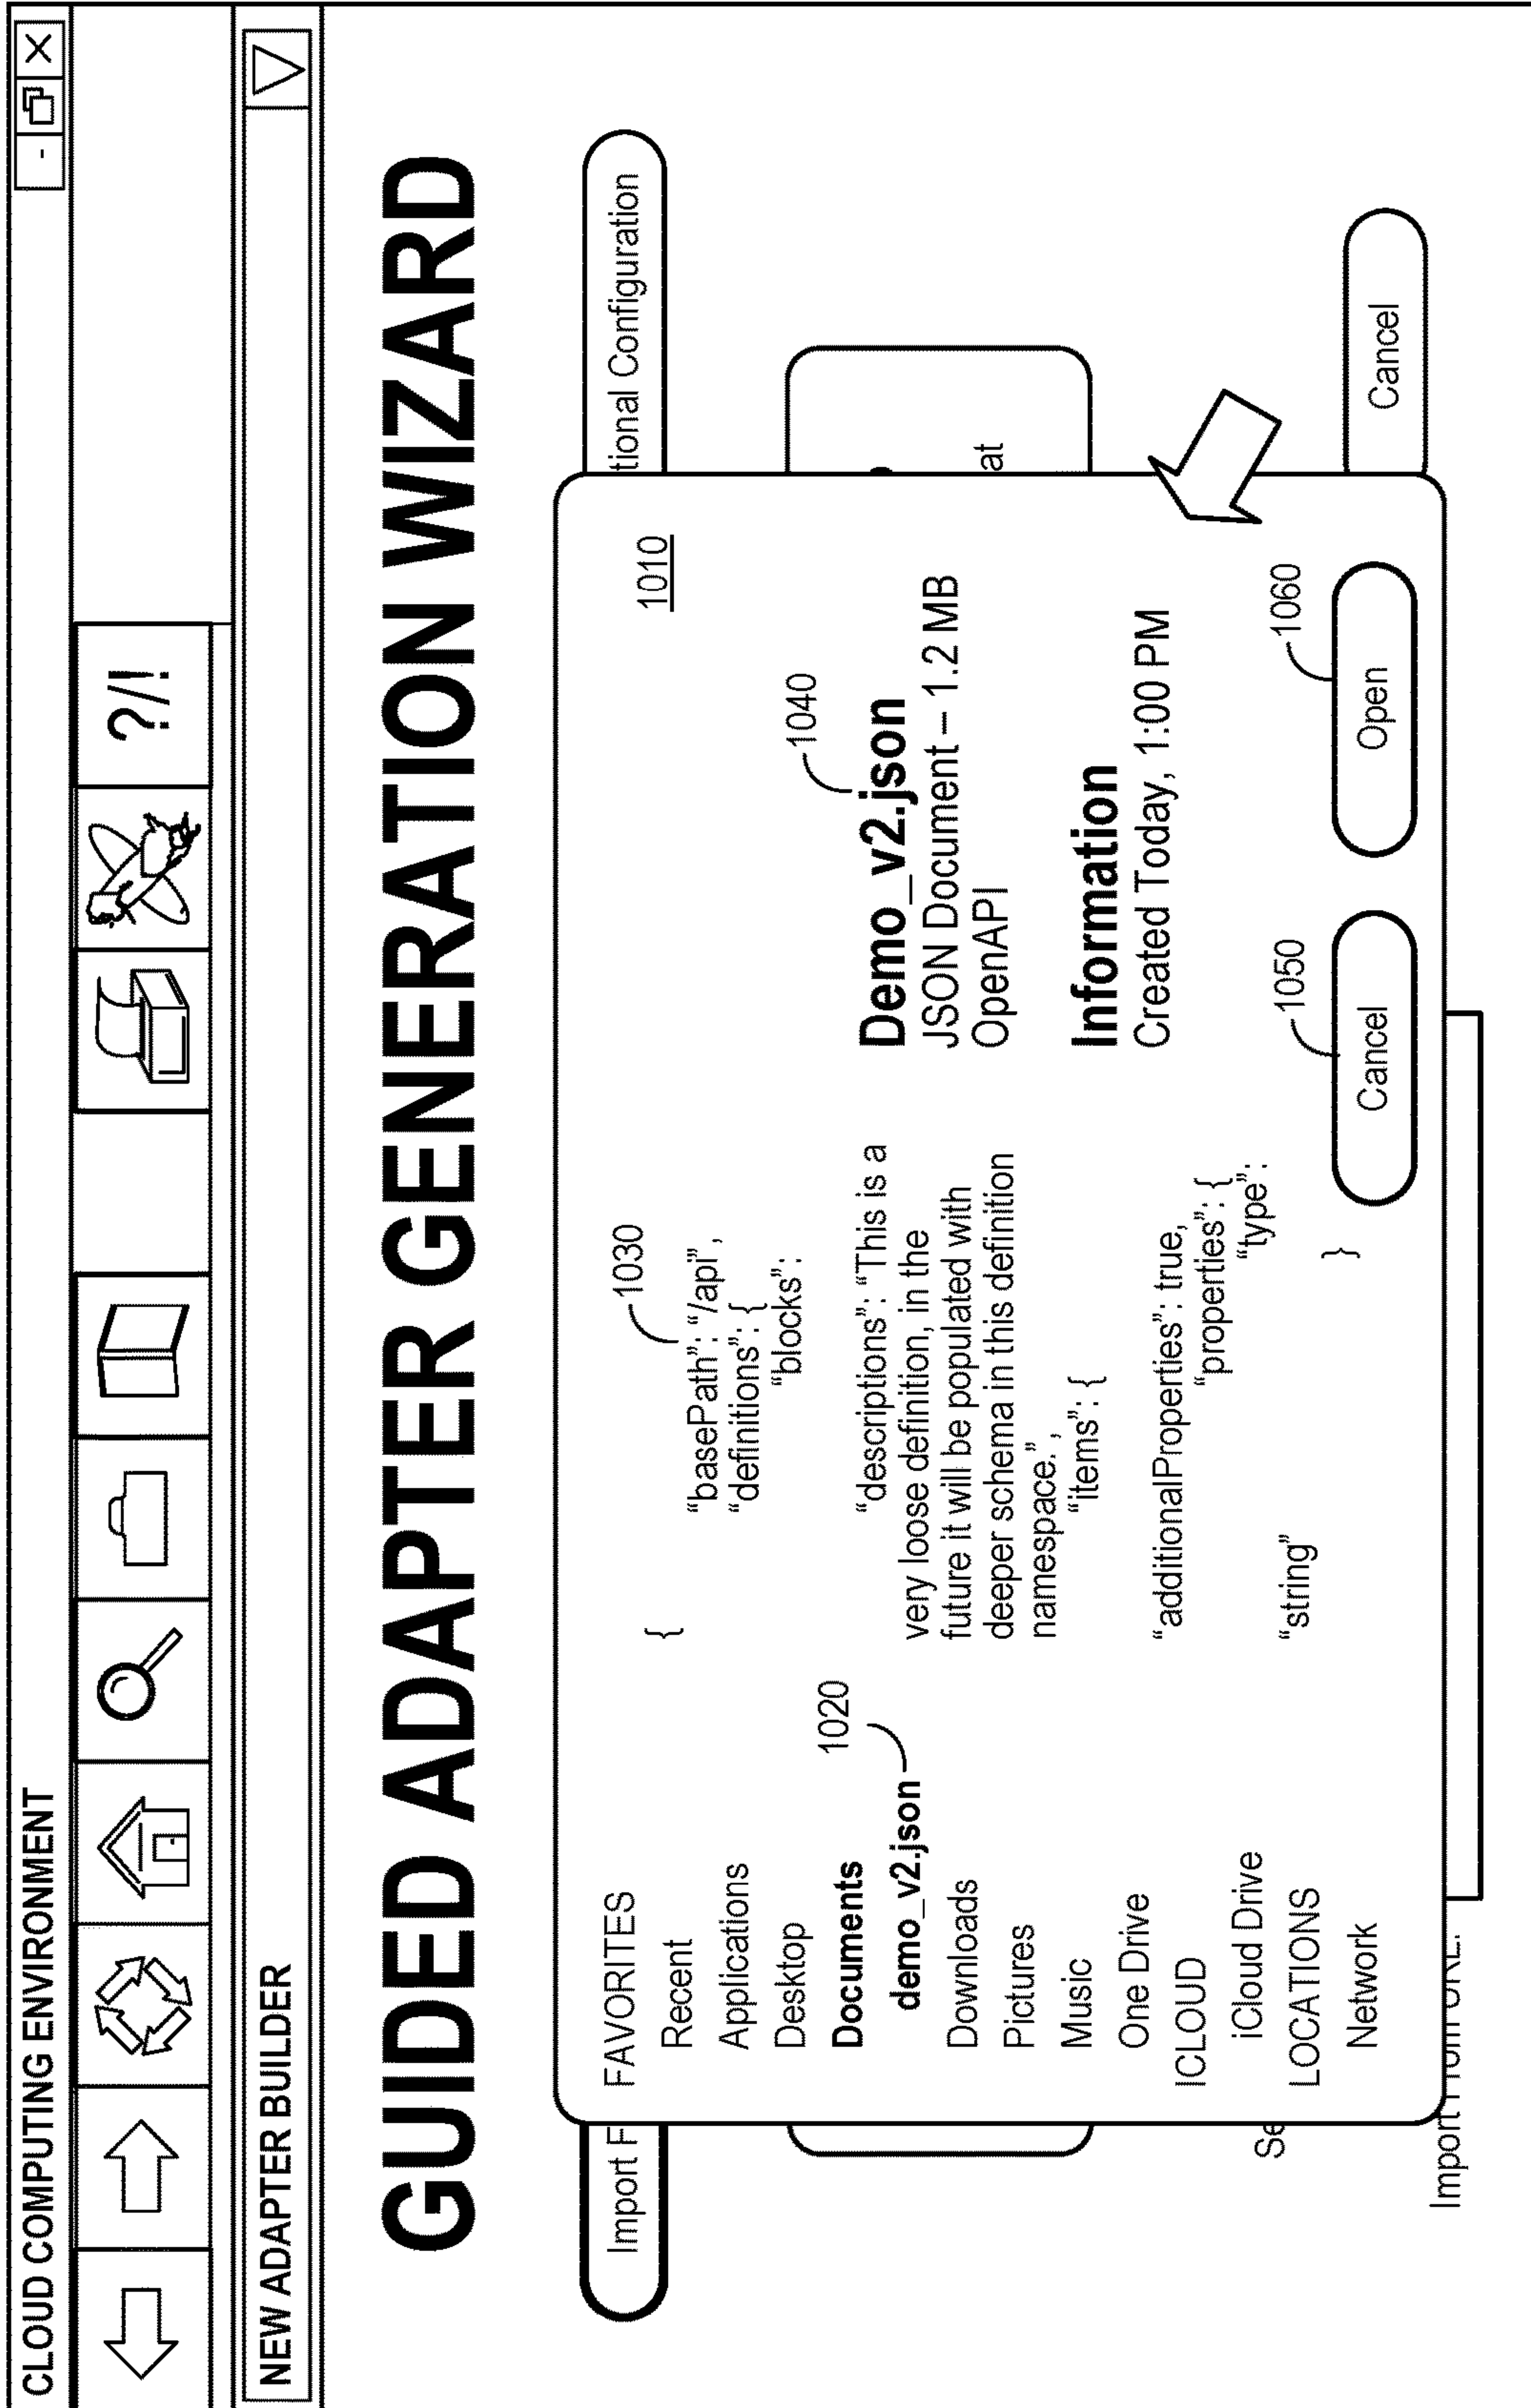 CLOUD COMPUTING ENVIRONMENT
- X
?/!
NEW ADAPTER BUILDER
GUIDED ADAPTER GENERATION WIZARD
Import F
tional Configuration
1010
FAVORITES
Recent
Applications
Desktop
Documents
demo_v2.json
1020
Downloads
Pictures
Music
One Drive
ICLOUD
iCloud Drive
LOCATIONS
Network
1030
{
“basePath”: “/api”,
“definitions”: {
“blocks”:
“descriptions”: “This is a
very loose definition, in the
future it will be populated with
deeper schema in this definition
namespace.”,
“items”: {
“additionalProperties”: true,
“properties”: {
“type”:
“string”
}
1040
Demo_v2.json
JSON Document – 1.2 MB
OpenAPI
Information
Created Today, 1:00 PM
1050
Cancel
1060
Open
at
Se
Cancel
Import From URL: